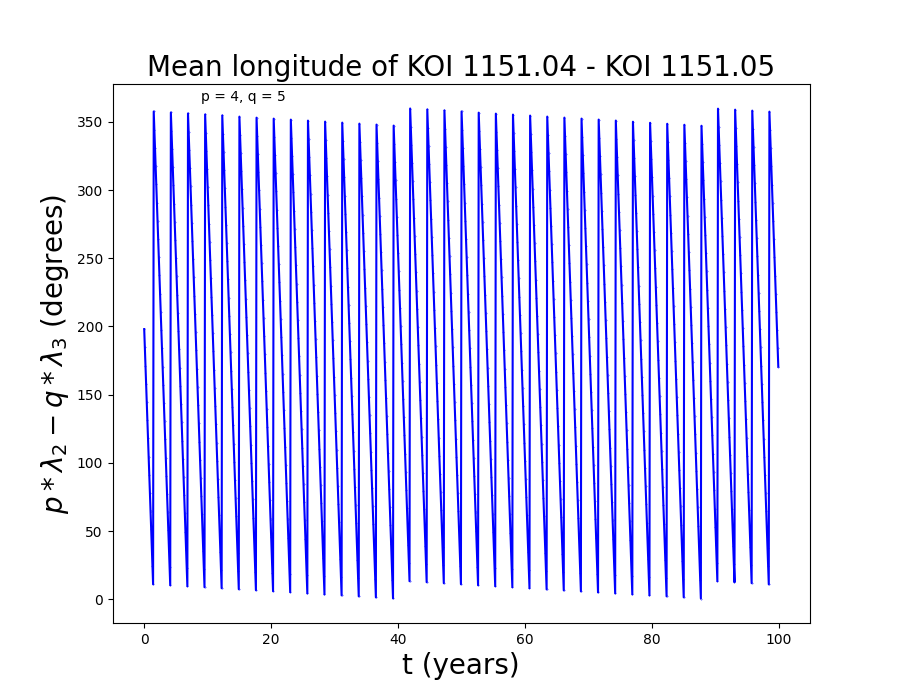 Mean longitude of KOI 1151.04 - KOI 1151.05
p = 4, q = 5
350
300
250
200
150
100
50
0
p * λ₂ − q * λ₃ (degrees)
0 20 40 60 80 100
t (years)